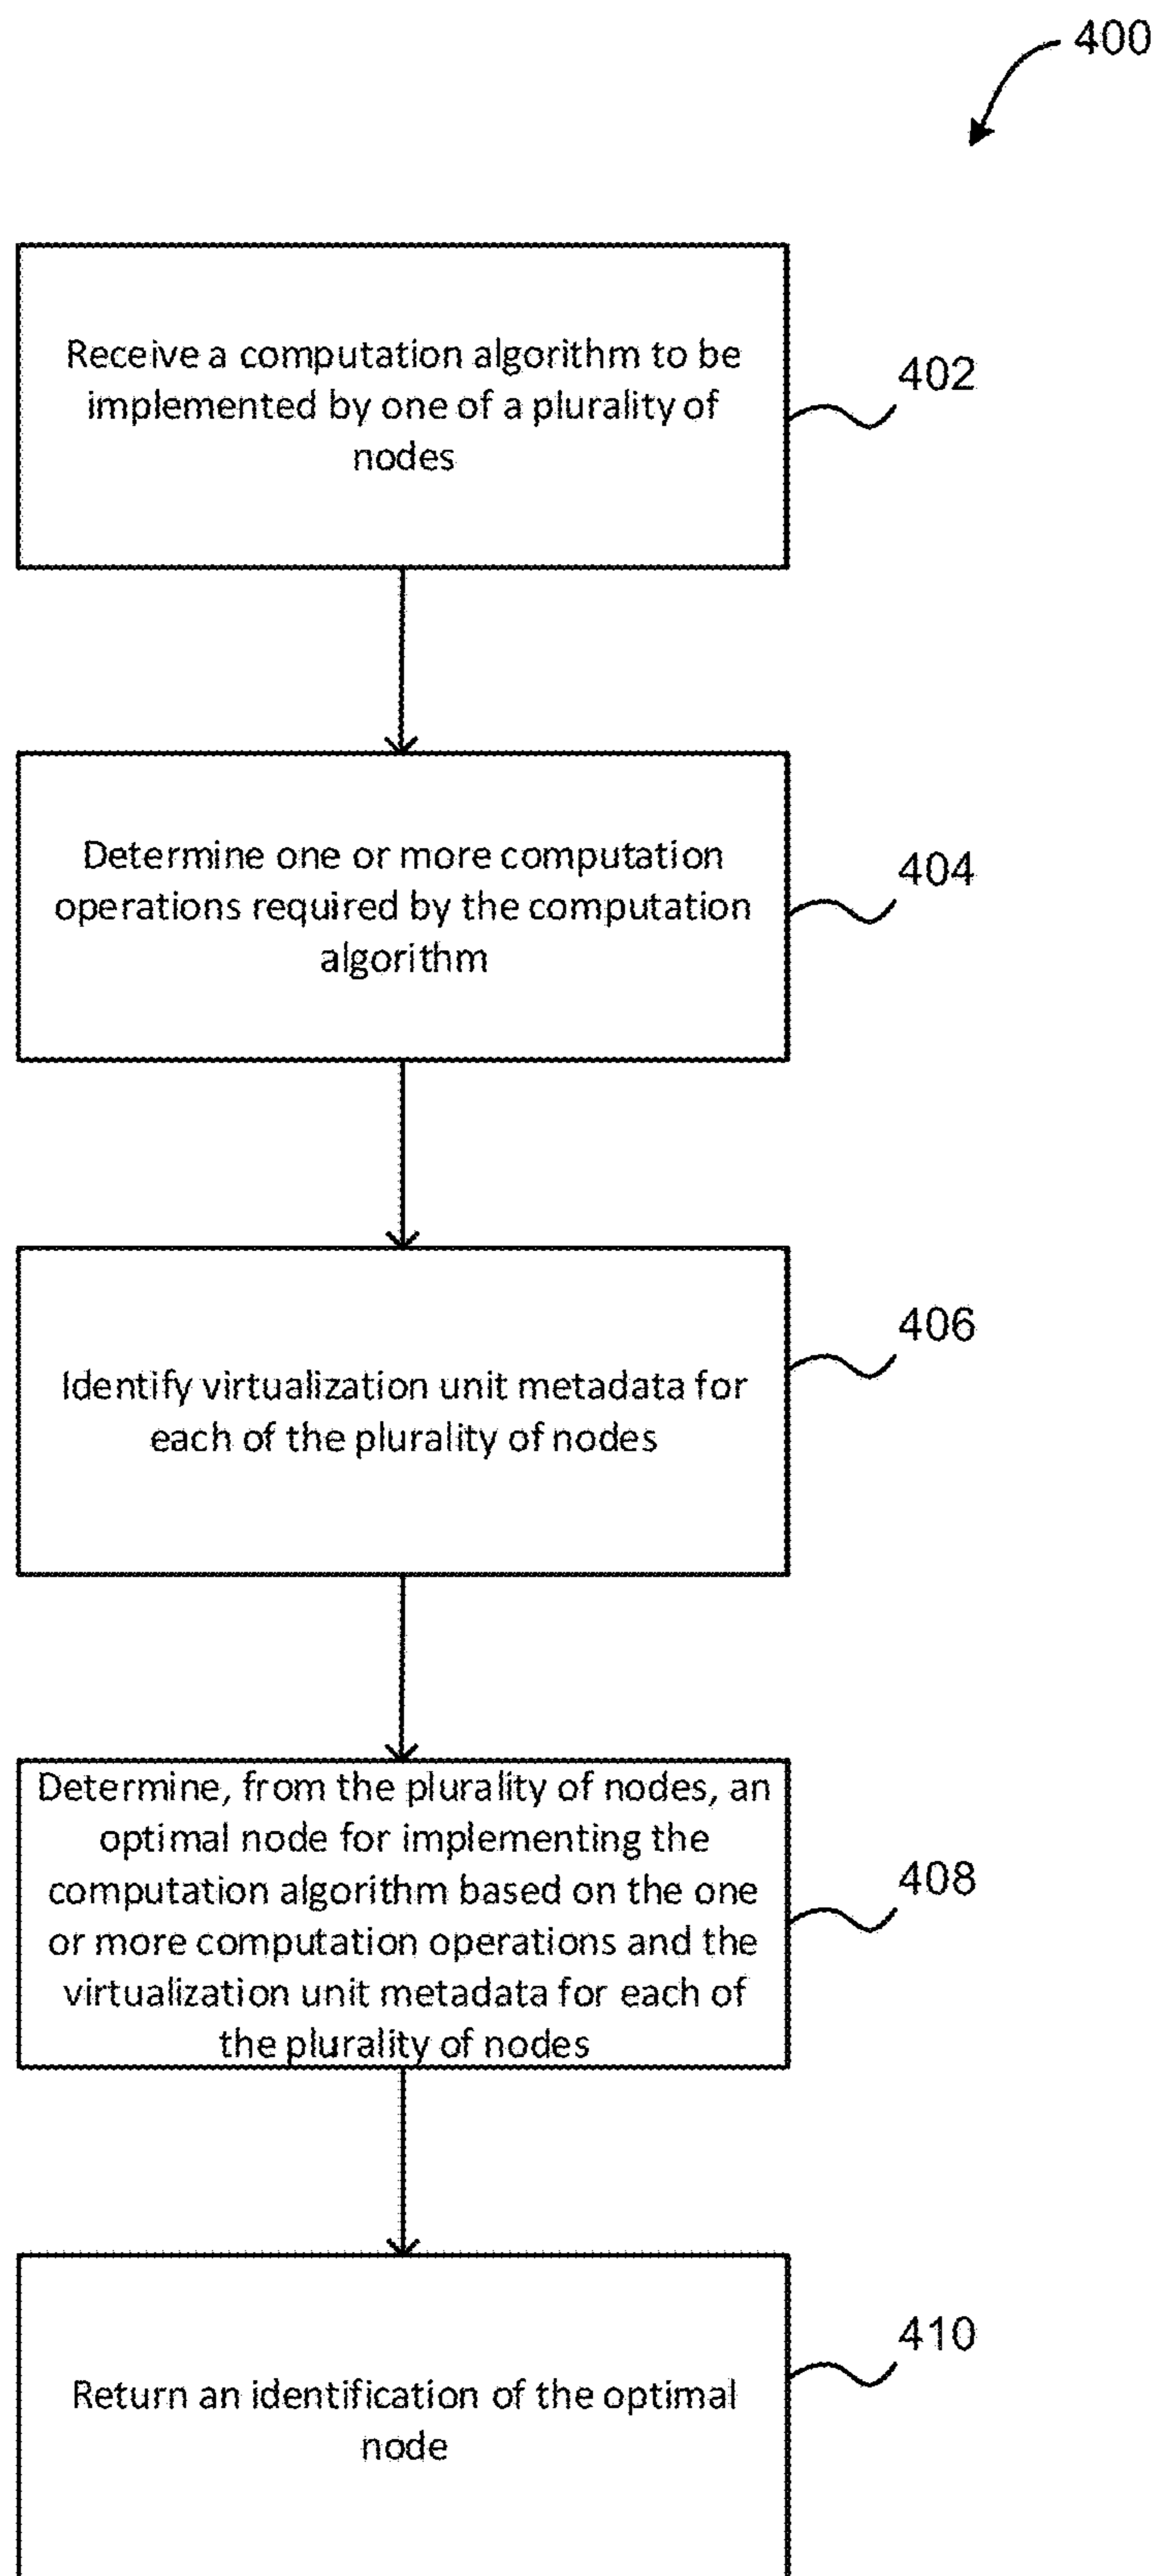 400
Receive a computation algorithm to be
implemented by one of a plurality of
nodes
402
Determine one or more computation
operations required by the computation
algorithm
404
Identify virtualization unit metadata for
each of the plurality of nodes
406
Determine, from the plurality of nodes, an
optimal node for implementing the
computation algorithm based on the one
or more computation operations and the
virtualization unit metadata for each of
the plurality of nodes
408
Return an identification of the optimal
node
410